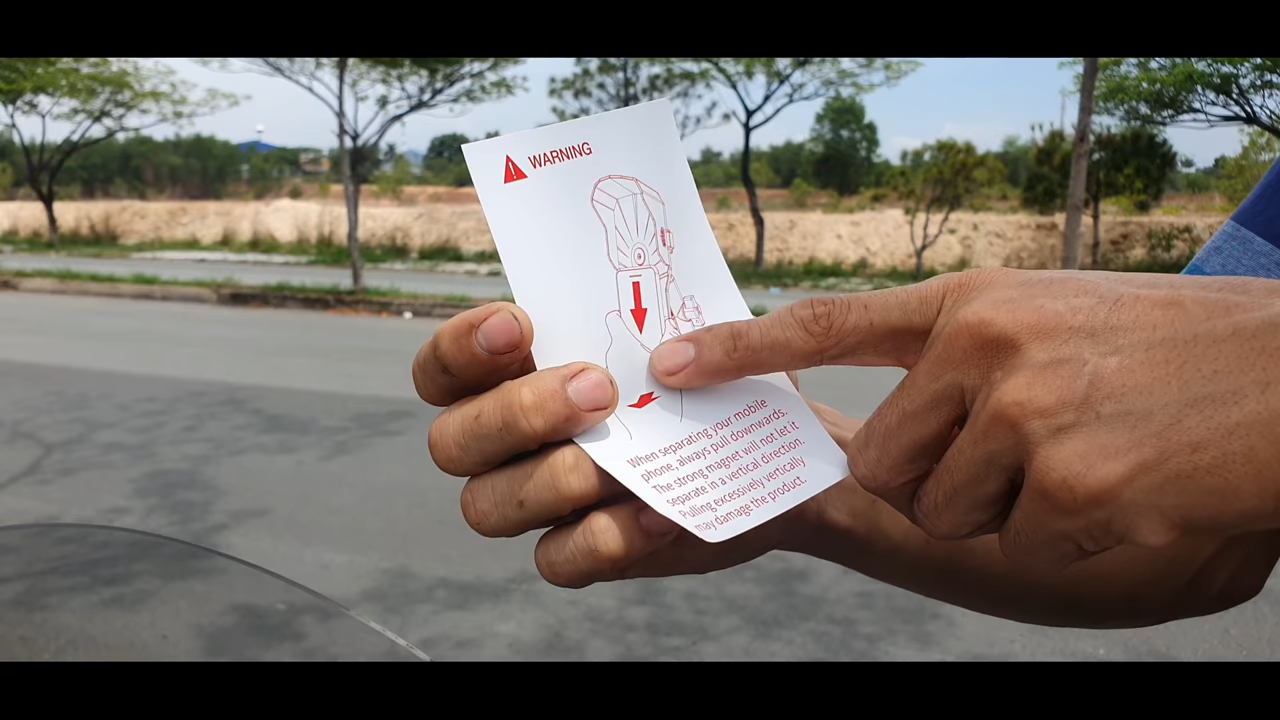 WARNING
When separating your mobile
phone, always pull downwards.
The strong magnet will not let it
separate in a vertical direction.
Pulling excessively vertically
may damage the product.